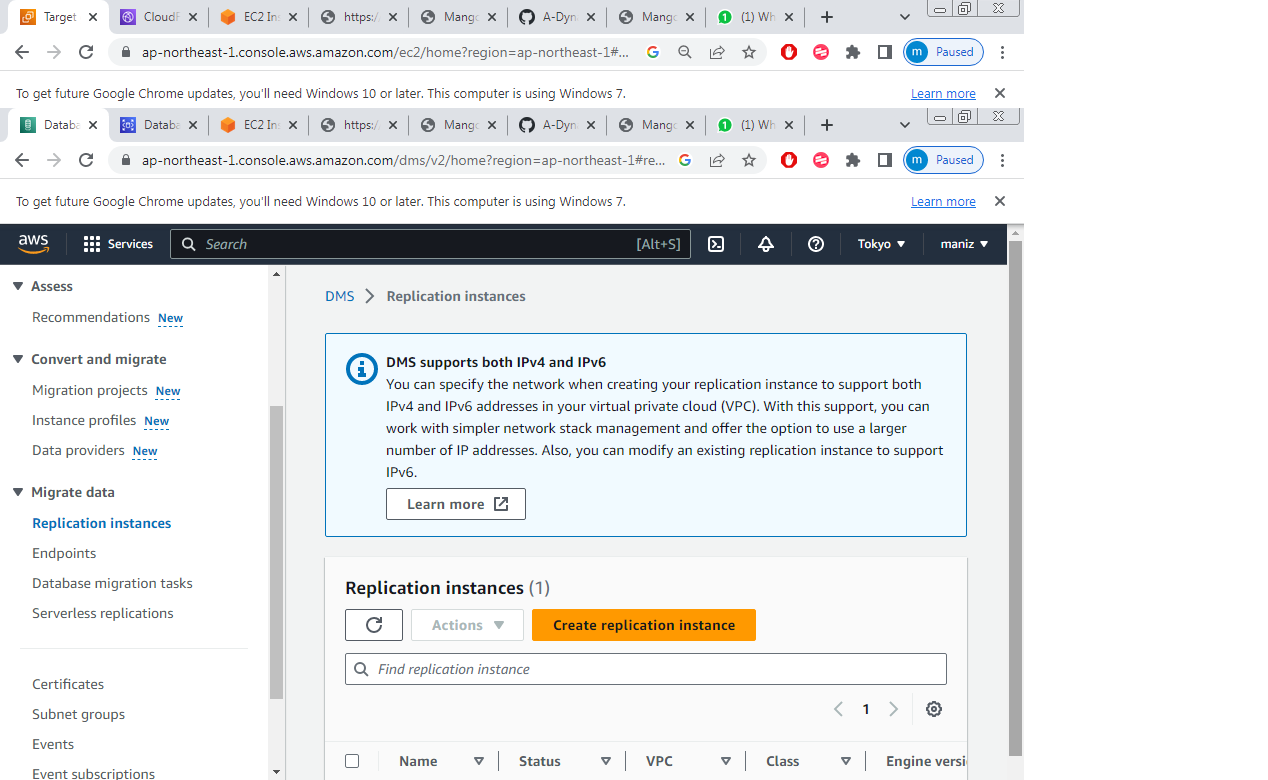 Target CloudF EC2 Ins https:/ Mango A-Dyna Mango (1) Wh
ap-northeast-1.console.aws.amazon.com/ec2/home?region=ap-northeast-1#... m Paused
To get future Google Chrome updates, you'll need Windows 10 or later. This computer is using Windows 7. Learn more
Databa Databa EC2 Ins https:/ Mango A-Dyna Mango (1) Wh
ap-northeast-1.console.aws.amazon.com/dms/v2/home?region=ap-northeast-1#re... m Paused
To get future Google Chrome updates, you'll need Windows 10 or later. This computer is using Windows 7. Learn more
aws Services Search [Alt+S] Tokyo maniz
Assess
Recommendations New
Convert and migrate
Migration projects New
Instance profiles New
Data providers New
Migrate data
Replication instances
Endpoints
Database migration tasks
Serverless replications
Certificates
Subnet groups
Events
Event subscriptions
DMS Replication instances
DMS supports both IPv4 and IPv6
You can specify the network when creating your replication instance to support both
IPv4 and IPv6 addresses in your virtual private cloud (VPC). With this support, you can
work with simpler network stack management and offer the option to use a larger
number of IP addresses. Also, you can modify an existing replication instance to support
IPv6.
Learn more
Replication instances (1)
Actions Create replication instance
Find replication instance
1
Name Status VPC Class Engine versi